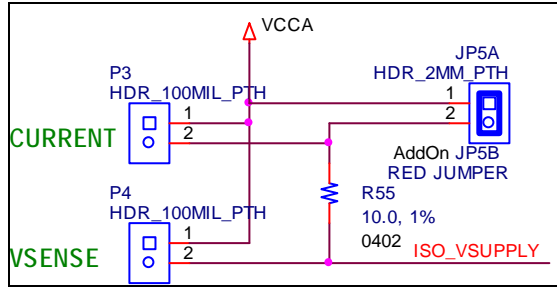 VCCA
JP5A
HDR_2MM_PTH
P3
HDR_100MIL_PTH
1
2
1
2
CURRENT
AddOn JP5B
RED JUMPER
P4
HDR_100MIL_PTH
R55
10.0, 1%
0402
1
2
VSENSE
ISO_VSUPPLY